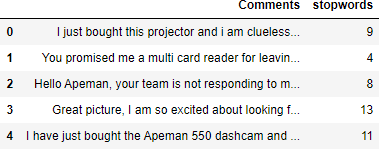 Comments stopwords
0 I just bought this projector and i am clueless... 9
1 You promised me a multi card reader for leavin... 4
2 Hello Apeman, your team is not responding to m... 8
3 Great picture, I am so excited about looking f... 13
4 I have just bought the Apeman 550 dashcam and ... 11